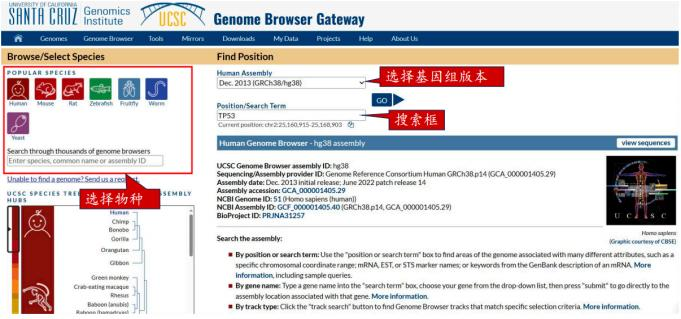 UNIVERSITY OF CALIFORNIA
SANTA CRUZ Genomics Institute
UCSC Genome Browser Gateway
Genomes Genome Browser Tools Mirrors Downloads My Data Projects Help About Us
Browse/Select Species
POPULAR SPECIES
Human Mouse Rat Zebrafish Fruitfly Worm
Yeast
Search through thousands of genome browsers
Enter species, common name or assembly ID
Unable to find a genome? Send us a request
选择物种
UCSC SPECIES TREE ASSEMBLY
HUBS
Human
Chimp
Bonobo
Gorilla
Orangutan
Gibbon
Green monkey
Crab-eating macaque
Rhesus
Baboon (anubis)
Baboon (hamadryas)
Find Position
Human Assembly
Dec. 2013 (GRCh38/hg38)
选择基因组版本
Position/Search Term
GO
TP53
搜索框
Current position: chr2:25,160,915-25,168,903
Human Genome Browser - hg38 assembly
view sequences
UCSC Genome Browser assembly ID: hg38
Sequencing/Assembly provider ID: Genome Reference Consortium Human GRCh38.p14 (GCA_000001405.29)
Assembly date: Dec. 2013 initial release; June 2022 patch release 14
Assembly accession: GCA_000001405.29
NCBI Genome ID: 51 (Homo sapiens (human))
NCBI Assembly ID: GCF_000001405.40 (GRCh38.p14, GCA_000001405.29)
BioProject ID: PRJNA31257
UCSC
Homo sapiens
(Graphic courtesy of CBSE)
Search the assembly:
■ By position or search term: Use the "position or search term" box to find areas of the genome associated with many different attributes, such as a
specific chromosomal coordinate range; mRNA, EST, or STS marker names; or keywords from the GenBank description of an mRNA. More
information, including sample queries.
■ By gene name: Type a gene name into the "search term" box, choose your gene from the drop-down list, then press "submit" to go directly to the
assembly location associated with that gene. More information.
■ By track type: Click the "track search" button to find Genome Browser tracks that match specific selection criteria. More information.